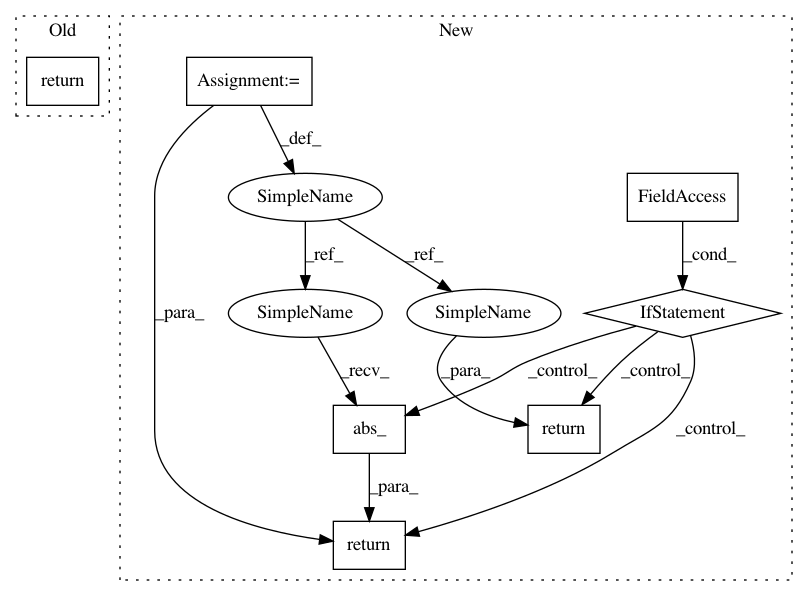 Old
New
return
Assignment:=
_def_
SimpleName
FieldAccess
_ref_
_ref_
_cond_
_para_
SimpleName
SimpleName
IfStatement
_recv_
_para_
_control_
_control_
abs_
return
_control_
_para_
return